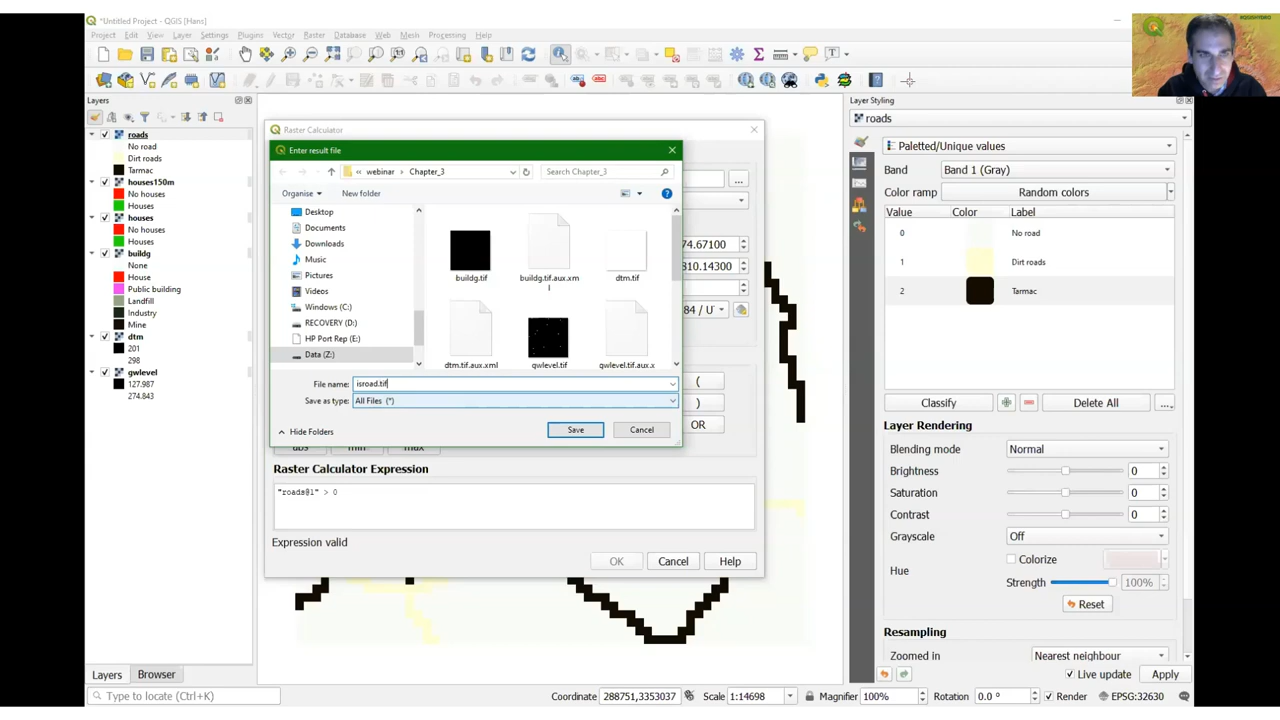 *Untitled Project - QGIS [Hans]
Project Edit View Layer Settings Plugins Vector Raster Database Web Mesh Processing Help
Layers
roads
No road
Dirt roads
Tarmac
houses150m
No houses
Houses
houses
No houses
Houses
buildg
None
House
Public building
Landfill
Industry
Mine
dtm
201
298
gwlevel
127.987
274.843
Layers Browser
Type to locate (Ctrl+K)
Raster Calculator
Enter result file
« webinar › Chapter_3
Search Chapter_3
Organise New folder
Desktop
Documents
Downloads
Music
Pictures
Videos
Windows (C:)
RECOVERY (D:)
HP Port Rep (E:)
Data (Z:)
buildg.tif
buildg.tif.aux.xm
l
dtm.tif
dtm.tif.aux.xml
gwlevel.tif
gwlevel.tif.aux.x
File name: isroad.tif
Save as type: All Files (*)
Hide Folders
Save Cancel
...
74.67100
810.14300
84 / U
(
)
OR
abs min max
Raster Calculator Expression
"roads@1" > 0
Expression valid
OK Cancel Help
Layer Styling
roads
Paletted/Unique values
Band Band 1 (Gray)
Color ramp Random colors
Value Color Label
0 No road
1 Dirt roads
2 Tarmac
Classify Delete All ...
Layer Rendering
Blending mode Normal
Brightness 0
Saturation 0
Contrast 0
Grayscale Off
Hue Colorize
Strength 100%
Reset
Resampling
Zoomed in Nearest neighbour
Live update Apply
Coordinate 288751,3353037 Scale 1:14698 Magnifier 100% Rotation 0.0 ° Render EPSG:32630